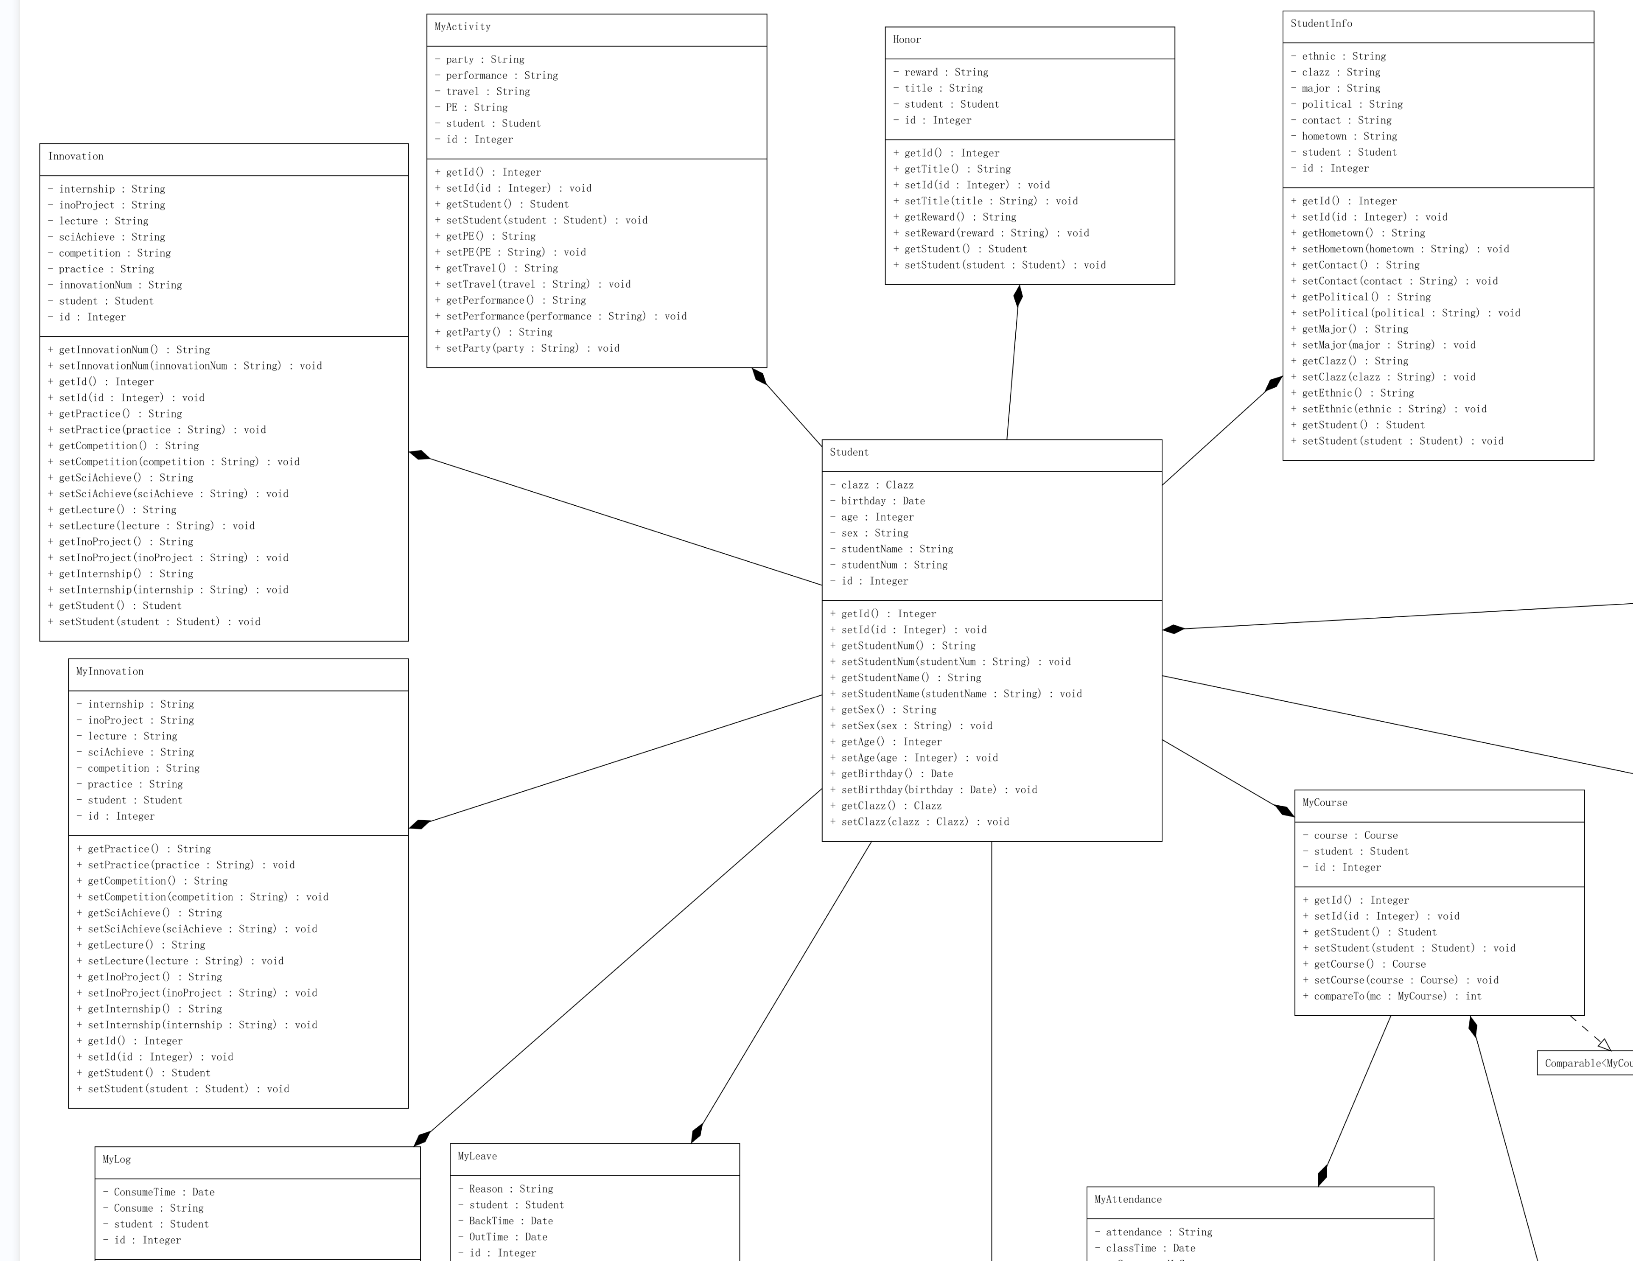 MyActivity
- party : String
- performance : String
- travel : String
- PE : String
- student : Student
- id : Integer
+ getId() : Integer
+ setId(id : Integer) : void
+ getStudent() : Student
+ setStudent(student : Student) : void
+ getPE() : String
+ setPE(PE : String) : void
+ getTravel() : String
+ setTravel(travel : String) : void
+ getPerformance() : String
+ setPerformance(performance : String) : void
+ getParty() : String
+ setParty(party : String) : void
Honor
- reward : String
- title : String
- student : Student
- id : Integer
+ getId() : Integer
+ getTitle() : String
+ setId(id : Integer) : void
+ setTitle(title : String) : void
+ getReward() : String
+ setReward(reward : String) : void
+ getStudent() : Student
+ setStudent(student : Student) : void
StudentInfo
- ethnic : String
- clazz : String
- major : String
- political : String
- contact : String
- hometown : String
- student : Student
- id : Integer
+ getId() : Integer
+ setId(id : Integer) : void
+ getHometown() : String
+ setHometown(hometown : String) : void
+ getContact() : String
+ setContact(contact : String) : void
+ getPolitical() : String
+ setPolitical(political : String) : void
+ getMajor() : String
+ setMajor(major : String) : void
+ getClazz() : String
+ setClazz(clazz : String) : void
+ getEthnic() : String
+ setEthnic(ethnic : String) : void
+ getStudent() : Student
+ setStudent(student : Student) : void
Innovation
- internship : String
- inoProject : String
- lecture : String
- sciAchieve : String
- competition : String
- practice : String
- innovationNum : String
- student : Student
- id : Integer
+ getInnovationNum() : String
+ setInnovationNum(innovationNum : String) : void
+ getId() : Integer
+ setId(id : Integer) : void
+ getPractice() : String
+ setPractice(practice : String) : void
+ getCompetition() : String
+ setCompetition(competition : String) : void
+ getSciAchieve() : String
+ setSciAchieve(sciAchieve : String) : void
+ getLecture() : String
+ setLecture(lecture : String) : void
+ getInoProject() : String
+ setInoProject(inoProject : String) : void
+ getInternship() : String
+ setInternship(internship : String) : void
+ getStudent() : Student
+ setStudent(student : Student) : void
Student
- clazz : Clazz
- birthday : Date
- age : Integer
- sex : String
- studentName : String
- studentNum : String
- id : Integer
+ getId() : Integer
+ setId(id : Integer) : void
+ getStudentNum() : String
+ setStudentNum(studentNum : String) : void
+ getStudentName() : String
+ setStudentName(studentName : String) : void
+ getSex() : String
+ setSex(sex : String) : void
+ getAge() : Integer
+ setAge(age : Integer) : void
+ getBirthday() : Date
+ setBirthday(birthday : Date) : void
+ getClazz() : Clazz
+ setClazz(clazz : Clazz) : void
MyInnovation
- internship : String
- inoProject : String
- lecture : String
- sciAchieve : String
- competition : String
- practice : String
- student : Student
- id : Integer
+ getPractice() : String
+ setPractice(practice : String) : void
+ getCompetition() : String
+ setCompetition(competition : String) : void
+ getSciAchieve() : String
+ setSciAchieve(sciAchieve : String) : void
+ getLecture() : String
+ setLecture(lecture : String) : void
+ getInoProject() : String
+ setInoProject(inoProject : String) : void
+ getInternship() : String
+ setInternship(internship : String) : void
+ getId() : Integer
+ setId(id : Integer) : void
+ getStudent() : Student
+ setStudent(student : Student) : void
MyCourse
- course : Course
- student : Student
- id : Integer
+ getId() : Integer
+ setId(id : Integer) : void
+ getStudent() : Student
+ setStudent(student : Student) : void
+ getCourse() : Course
+ setCourse(course : Course) : void
+ compareTo(mc : MyCourse) : int
Comparable<MyCou
MyLog
- ConsumeTime : Date
- Consume : String
- student : Student
- id : Integer
MyLeave
- Reason : String
- student : Student
- BackTime : Date
- OutTime : Date
- id : Integer
MyAttendance
- attendance : String
- classTime : Date